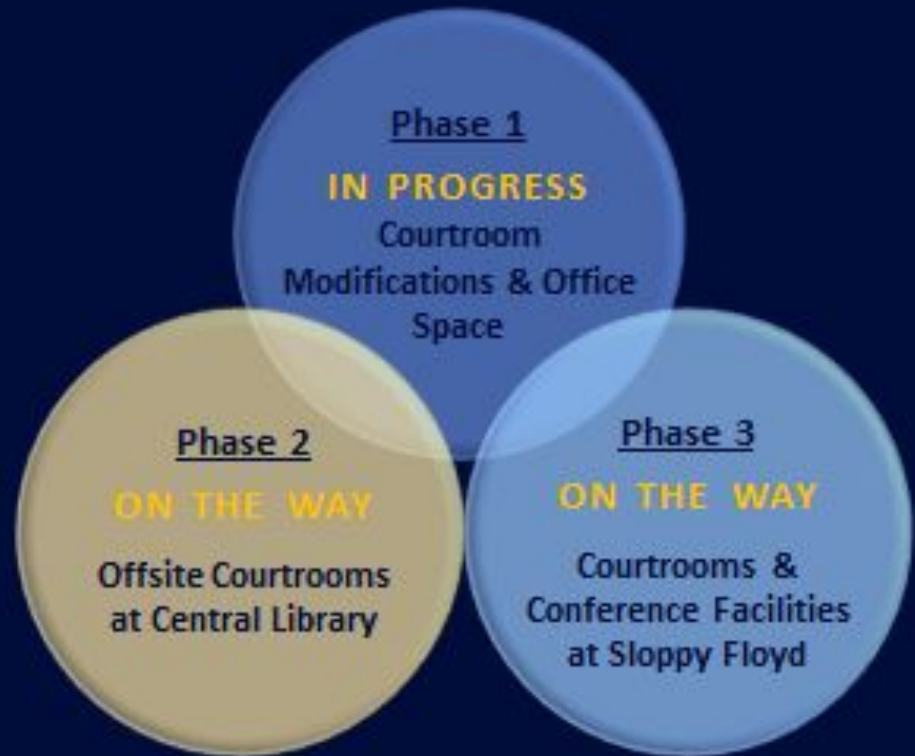 Phase 1
IN PROGRESS
Courtroom
Modifications & Office
Space
Phase 2
ON THE WAY
Offsite Courtrooms
at Central Library
Phase 3
ON THE WAY
Courtrooms &
Conference Facilities
at Sloppy Floyd